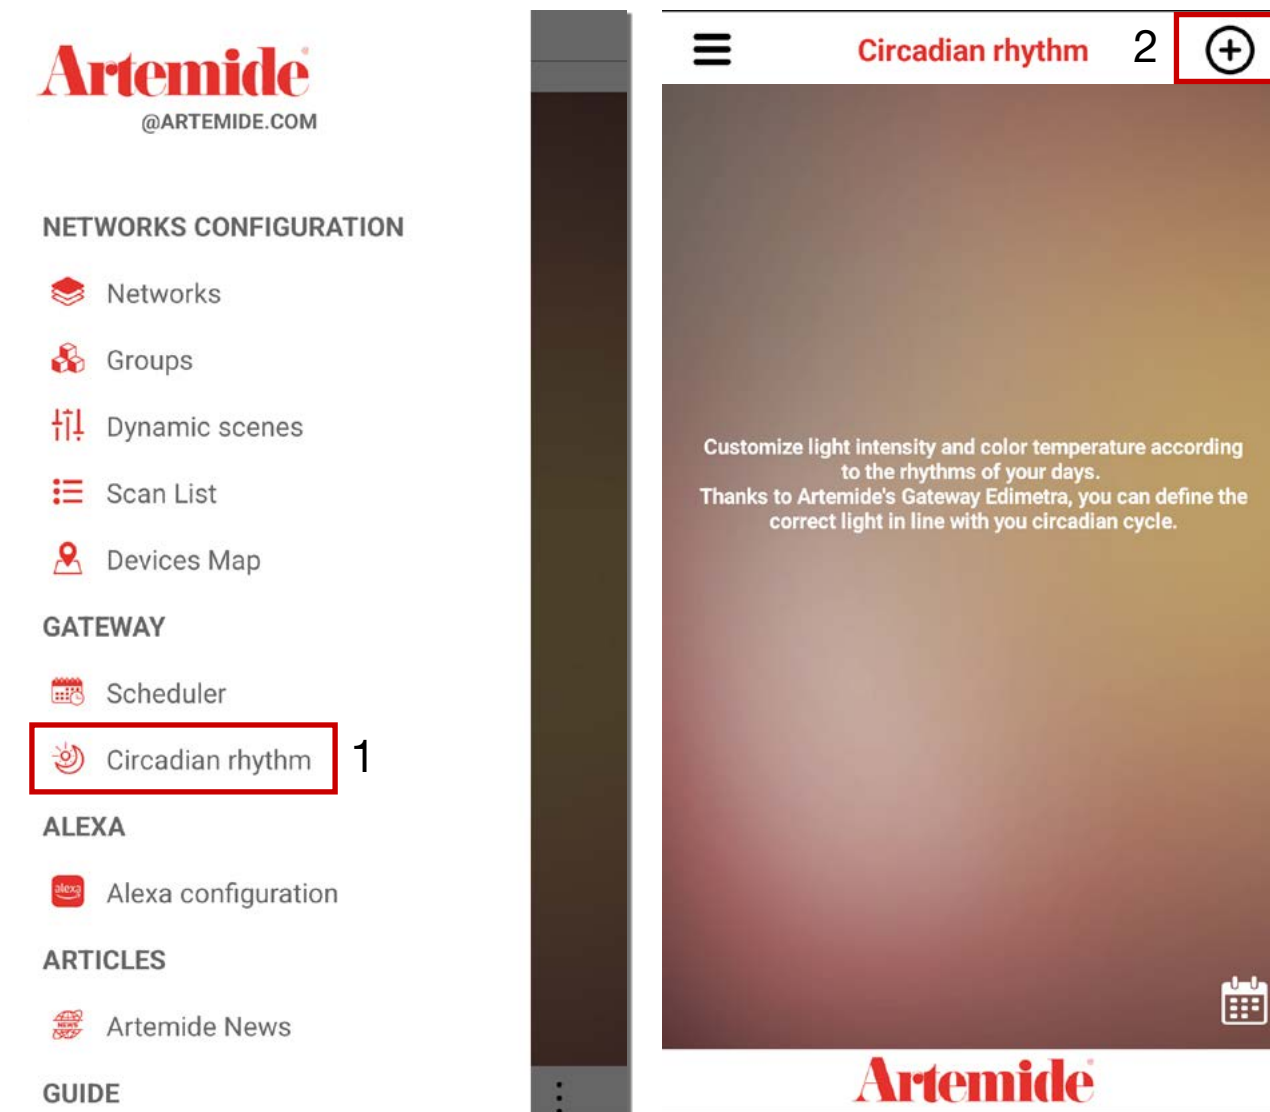 Artemide
@ARTEMIDE.COM
NETWORKS CONFIGURATION
Networks
Groups
Dynamic scenes
Scan List
Devices Map
GATEWAY
Scheduler
Circadian rhythm 1
ALEXA
alexa
Alexa configuration
ARTICLES
NEWS
Artemide News
GUIDE
Circadian rhythm 2
Customize light intensity and color temperature according
to the rhythms of your days.
Thanks to Artemide's Gateway Edimetra, you can define the
correct light in line with you circadian cycle.
Artemide